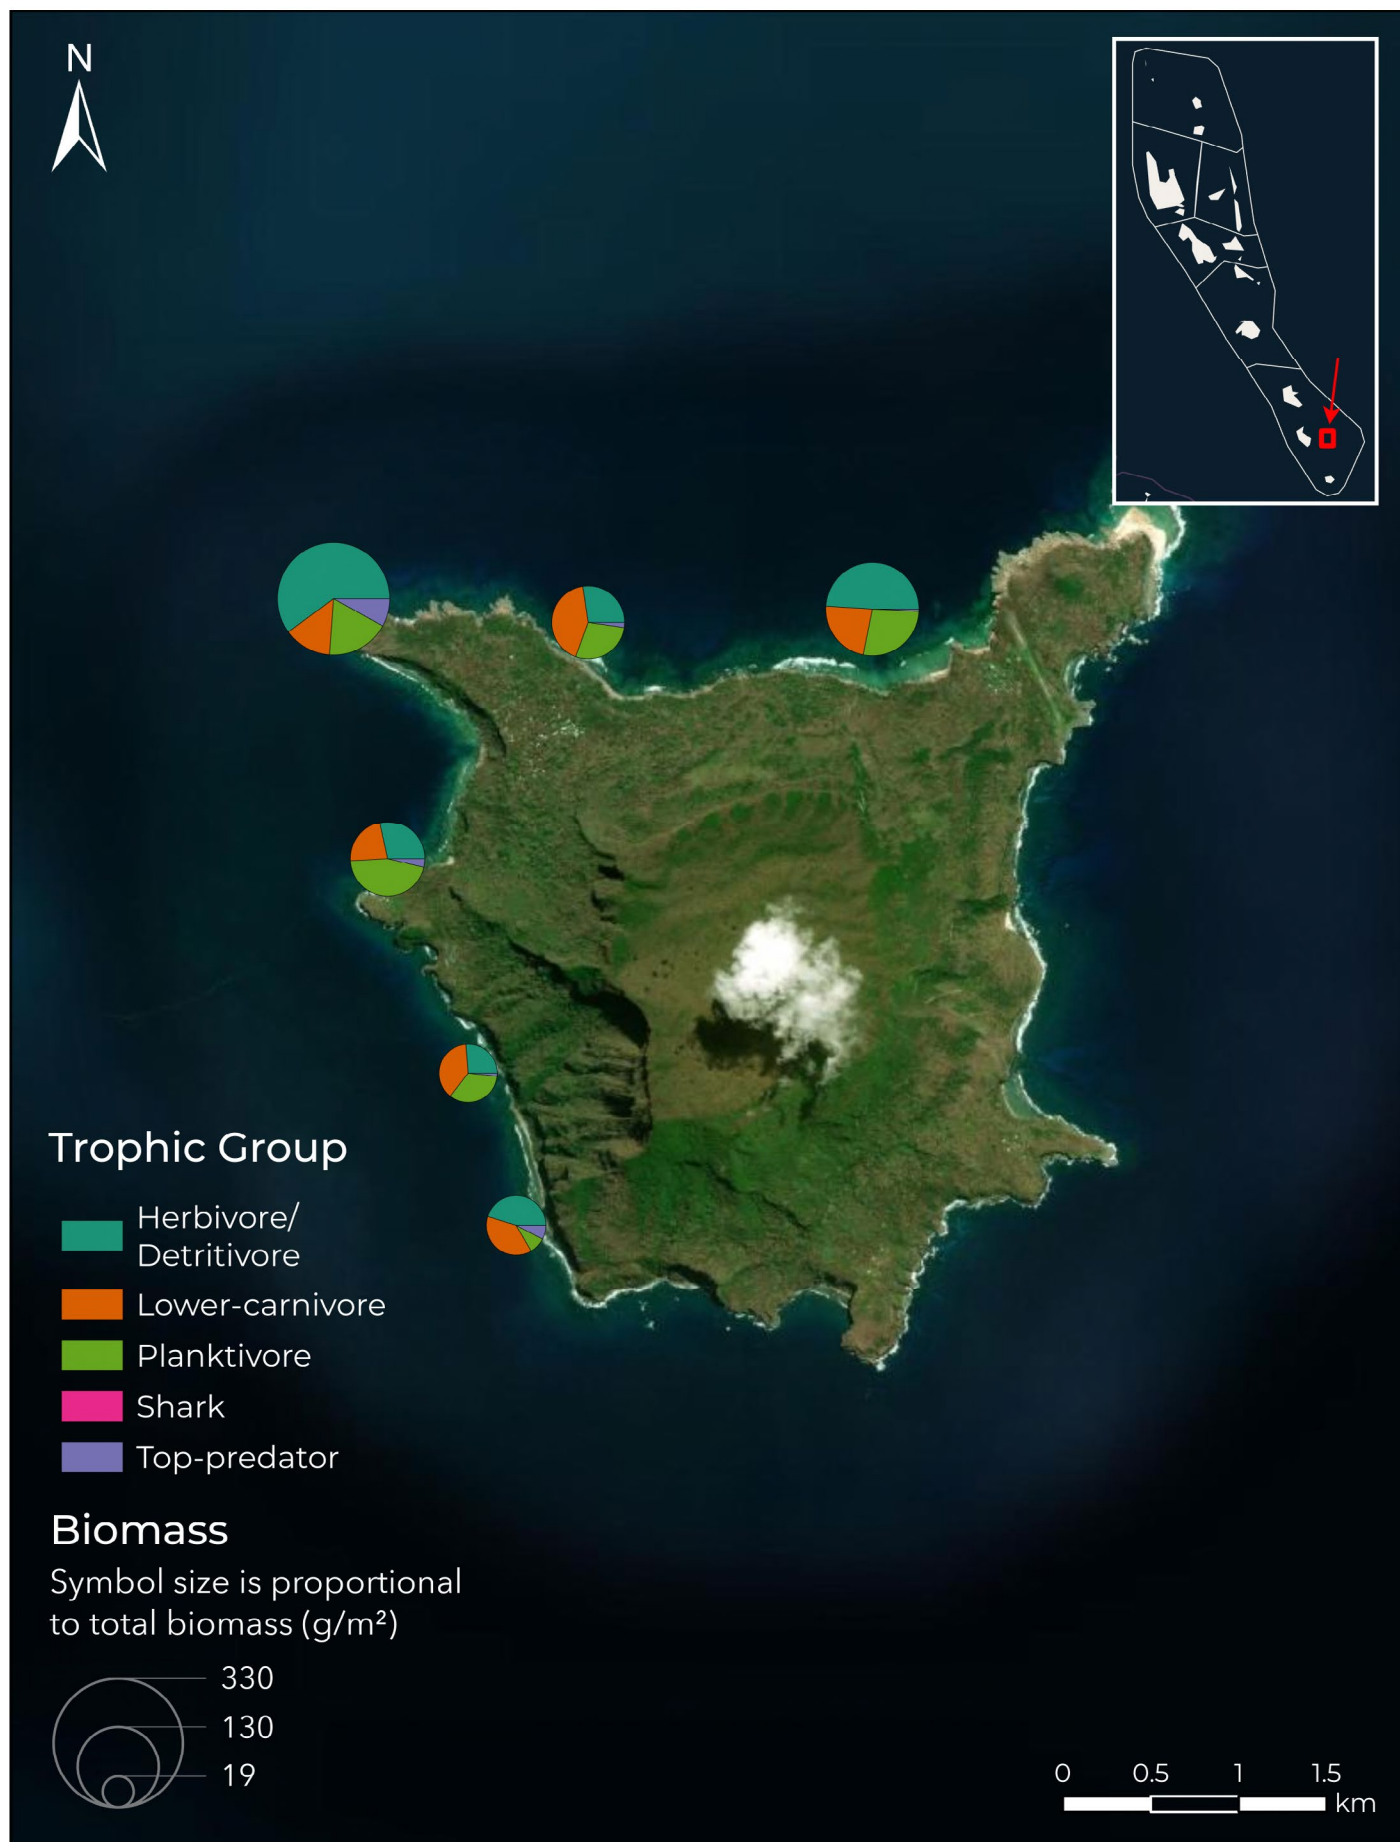 N
Trophic Group
Herbivore/
Detritivore
Lower-carnivore
Planktivore
Shark
Top-predator
Biomass
Symbol size is proportional
to total biomass (g/m²)
330
130
19
0 0.5 1 1.5
km